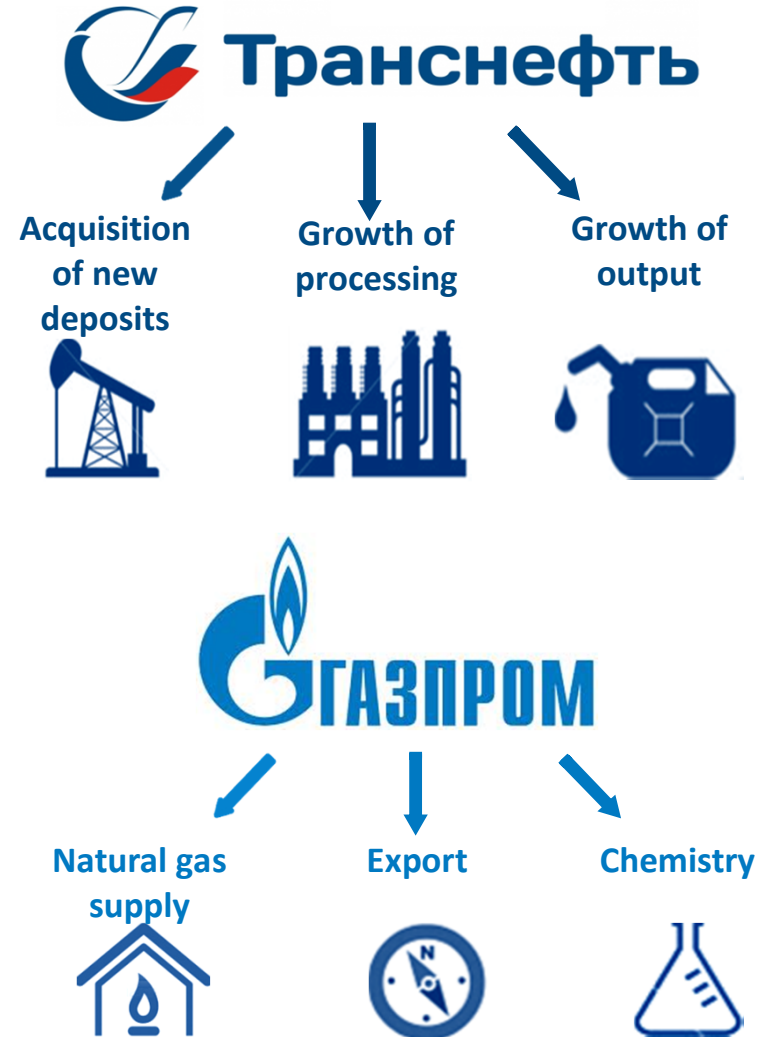 Транснефть
Acquisition
of new
deposits
Growth of
processing
Growth of
output
ГАЗПРОМ
Natural gas
supply
Export
Chemistry
N